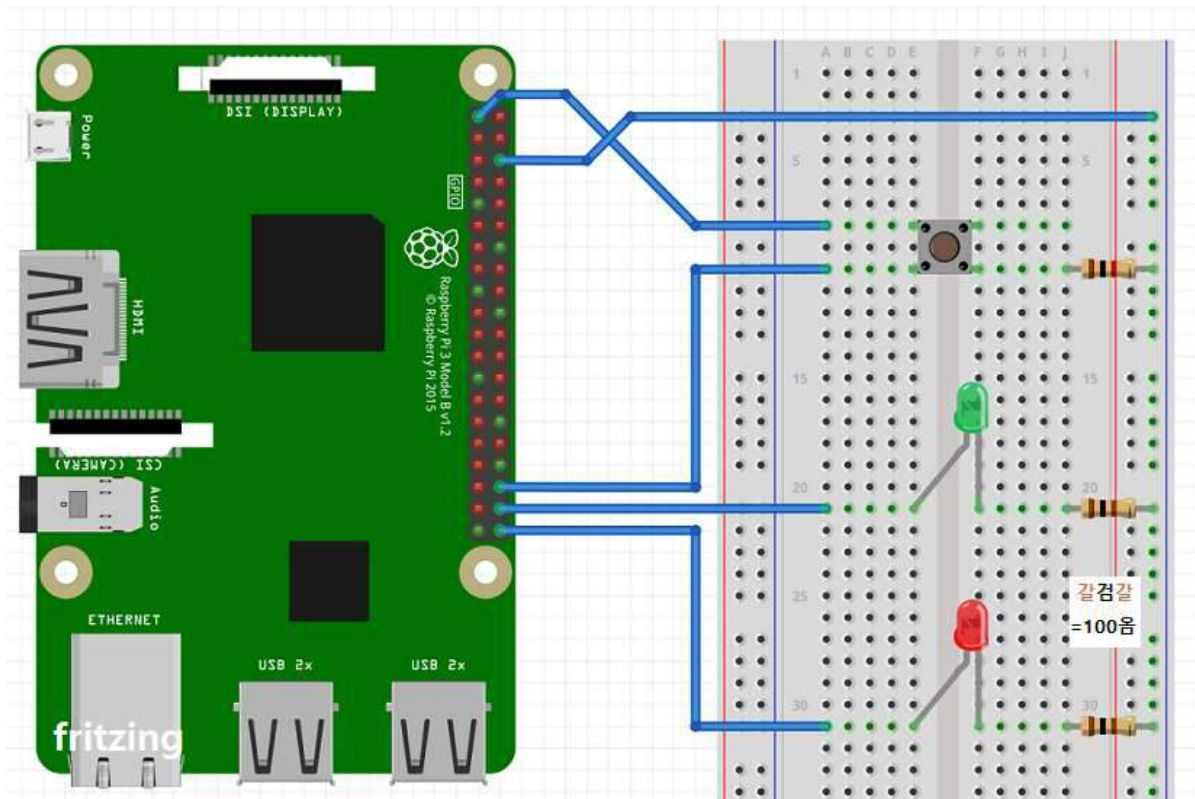 DSI (DISPLAY)
Power
GPIO
HDMI
Raspberry Pi 3 Model B v1.2
© Raspberry Pi 2015
CSI (CAMERA)
Audio
ETHERNET
USB 2x
USB 2x
fritzing
A B C D E F G H I J
1 1
5 5
15 15
20 20
25
30 30
갈검갈
=100옴